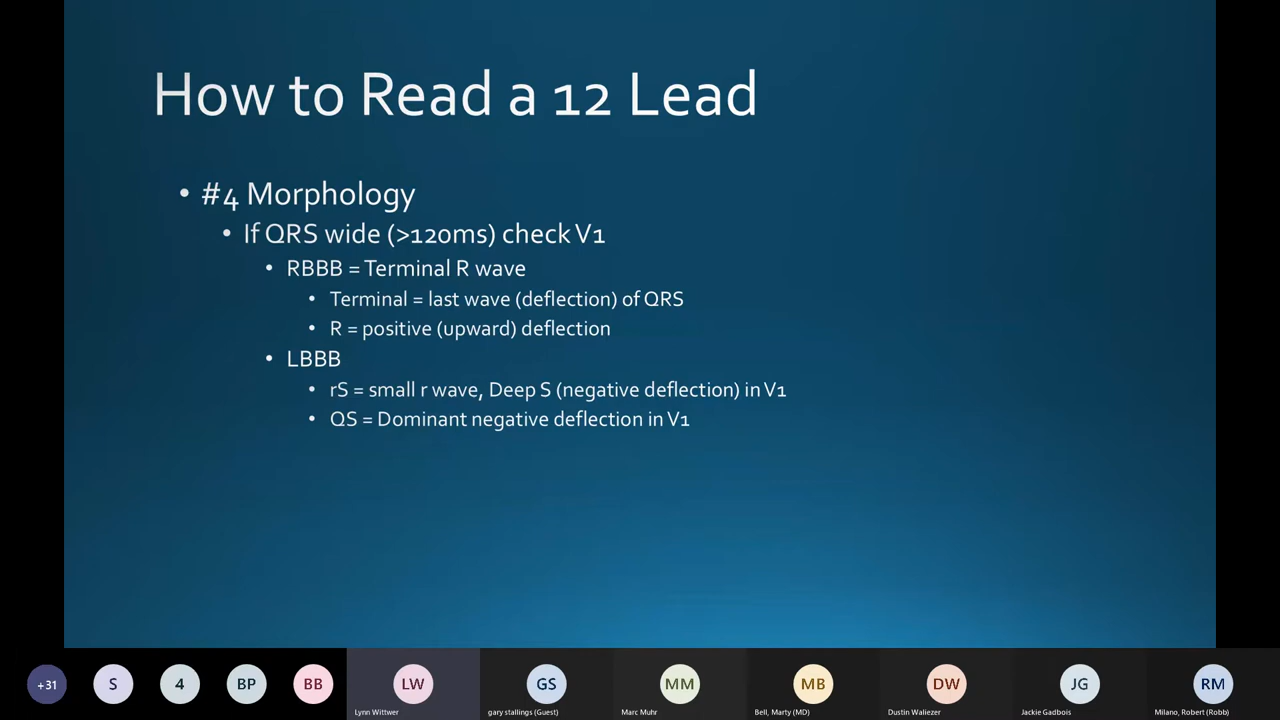 How to Read a 12 Lead
• #4 Morphology
• If QRS wide (>120ms) check V1
• RBBB = Terminal R wave
• Terminal = last wave (deflection) of QRS
• R = positive (upward) deflection
• LBBB
• rS = small r wave, Deep S (negative deflection) in V1
• QS = Dominant negative deflection in V1
+31 S 4 BP BB LW GS MM MB DW JG RM
Lynn Wittwer gary stallings (Guest) Marc Muhr Bell, Marty (MD) Dustin Waliezer Jackie Gadbois Milano, Robert (Robb)